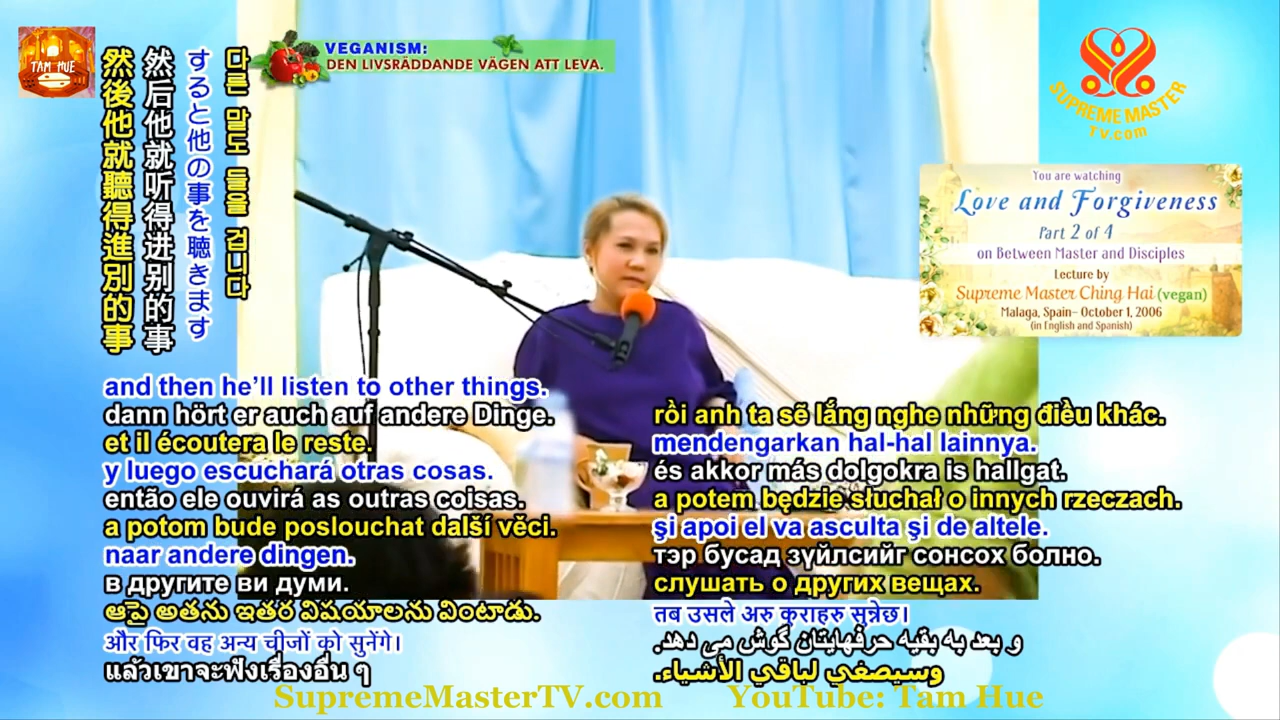 TAM HUE
然後他就聽得進別的事
然后他就听得进别的事
すると他の事を聴きます
다른 말도 들을 겁니다
VEGANISM:
DEN LIVSRÄDDANDE VÄGEN ATT LEVA.
SUPREME MASTER
TV.com
You are watching
Love and Forgiveness
Part 2 of 4
on Between Master and Disciples
Lecture by
Supreme Master Ching Hai (vegan)
Malaga, Spain– October 1, 2006
(in English and Spanish)
and then he’ll listen to other things.
dann hört er auch auf andere Dinge.
et il écoutera le reste.
y luego escuchará otras cosas.
então ele ouvirá as outras coisas.
a potom bude poslouchat další věci.
naar andere dingen.
в другите ви думи.
ఆపై అతను ఇతర విషయాలను వింటాడు.
और फिर वह अन्य चीजों को सुनेंगे।
แล้วเขาจะฟังเรื่องอื่น ๆ
rồi anh ta sẽ lắng nghe những điều khác.
mendengarkan hal-hal lainnya.
és akkor más dolgokra is hallgat.
a potem będzie słuchał o innych rzeczach.
şi apoi el va asculta şi de altele.
тэр бусад зүйлсийг сонсох болно.
слушать о других вещах.
तब उसले अरु कुराहरु सुन्नेछ।
و بعد به بقیه حرفهایتان گوش می دهد.
وسيصغي لباقي الأشياء.
SupremeMasterTV.com
YouTube: Tam Hue